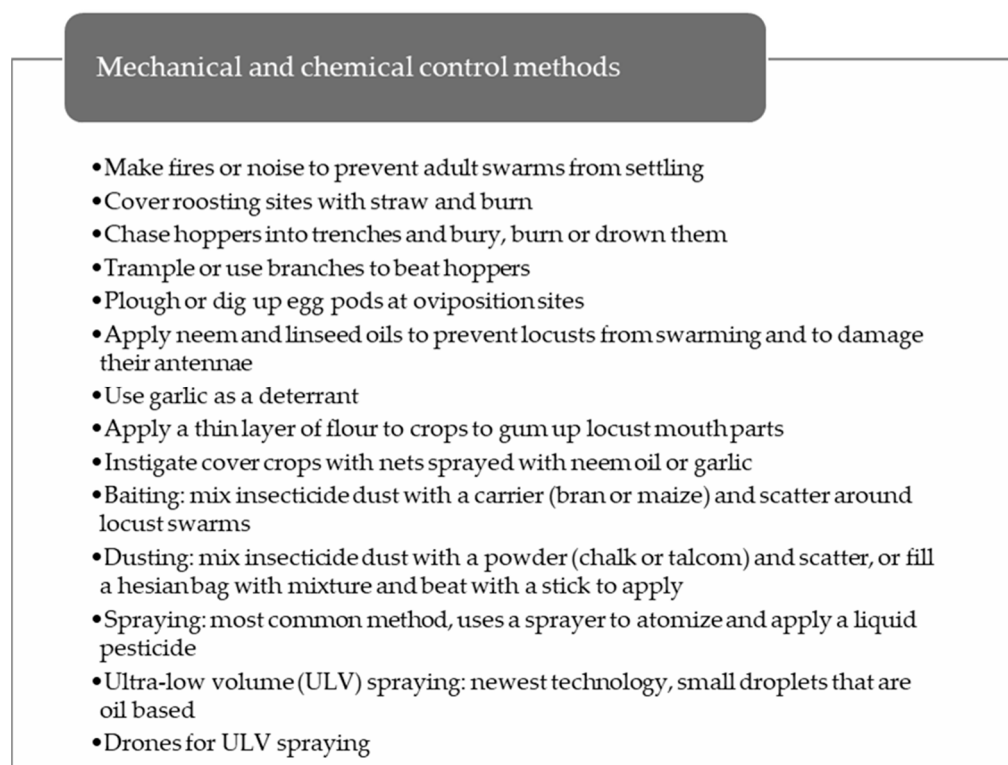 Mechanical and chemical control methods
•Make fires or noise to prevent adult swarms from settling
•Cover roosting sites with straw and burn
•Chase hoppers into trenches and bury, burn or drown them
•Trample or use branches to beat hoppers
•Plough or dig up egg pods at oviposition sites
•Apply neem and linseed oils to prevent locusts from swarming and to damage
their antennae
•Use garlic as a deterrant
•Apply a thin layer of flour to crops to gum up locust mouthparts
•Instigate cover crops with nets sprayed with neem oil or garlic
•Baiting: mix insecticide dust with a carrier (bran or maize) and scatter around
locust swarms
•Dusting: mix insecticide dust with a powder (chalk or talcom) and scatter, or fill
a hesian bag with mixture and beat with a stick to apply
•Spraying: most common method, uses a sprayer to atomize and apply a liquid
pesticide
•Ultra-low volume (ULV) spraying: newest technology, small droplets that are
oil based
•Drones for ULV spraying